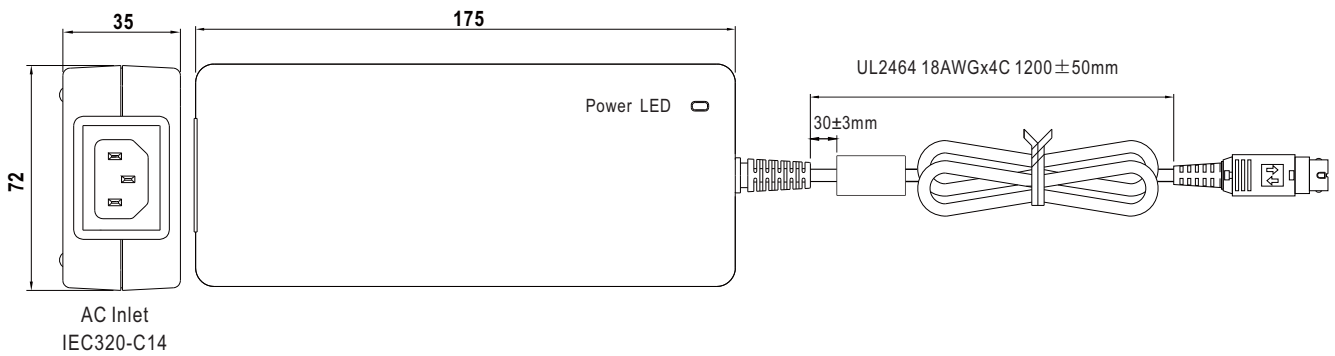 35
175
UL2464 18AWGx4C 1200±50mm
Power LED
30±3mm
72
AC Inlet
IEC320-C14